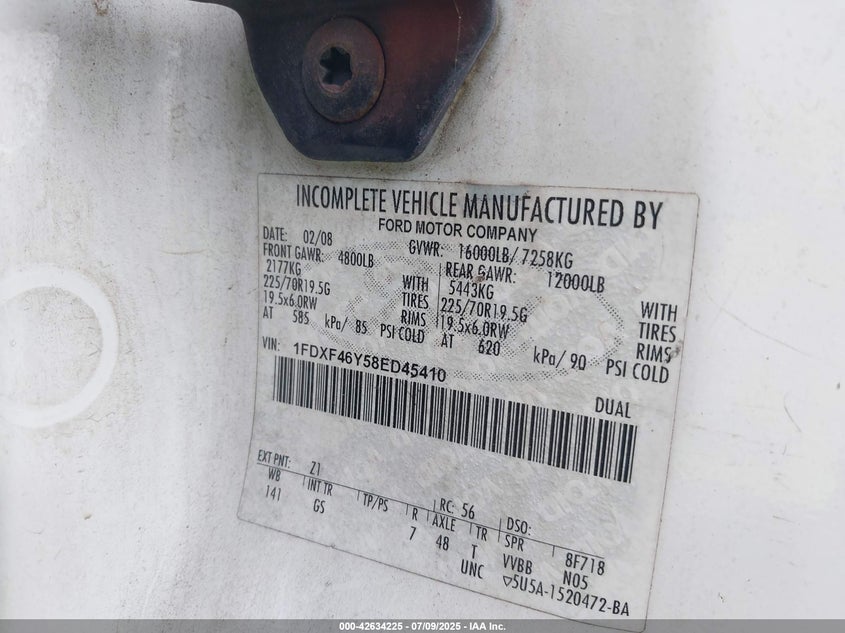 INCOMPLETE VEHICLE MANUFACTURED BY
FORD MOTOR COMPANY
DATE: 02/08 GVWR: 16000LB/ 7258KG
FRONT GAWR: 4800LB REAR GAWR: 12000LB
2177KG WITH 5443KG WITH
225/70R19.5G TIRES 225/70R19.5G TIRES
19.5x6.0RW RIMS 19.5x6.0RW RIMS
AT 585 kPa/ 85 PSI COLD AT 620 kPa/ 90 PSI COLD
VIN: 1FDXF46Y58ED45410
DUAL
EXT PNT: Z1 RC: 56 DSO:
WB INT TR TP/PS R AXLE TR SPR 8F718
141 GS 7 48 T VVBB N05
UNC 5U5A-1520472-BA
000-42634225 - 07/09/2025 - IAA Inc.